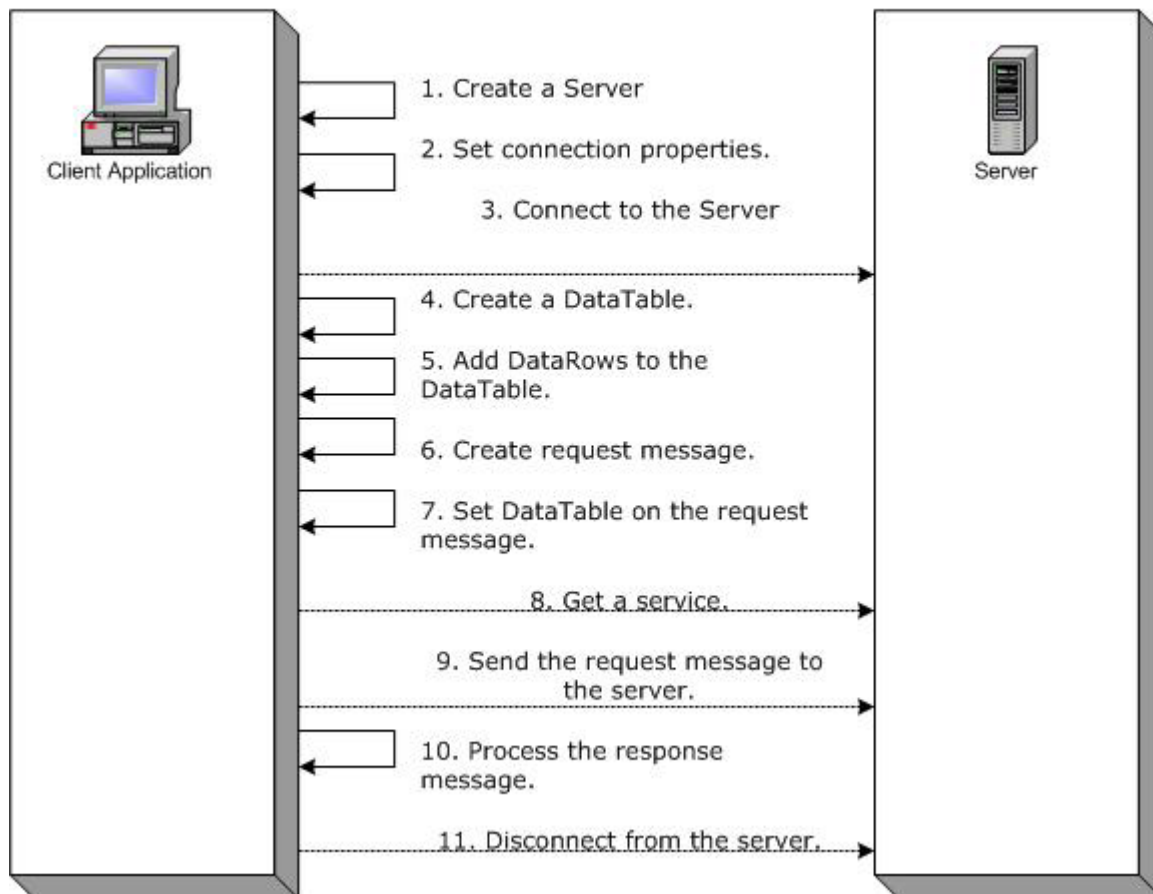 1. Create a Server
2. Set connection properties.
Client Application
Server
3. Connect to the Server
4. Create a DataTable.
5. Add DataRows to the
DataTable.
6. Create request message.
7. Set DataTable on the request
message.
8. Get a service.
9. Send the request message to
the server.
10. Process the response
message.
11. Disconnect from the server.